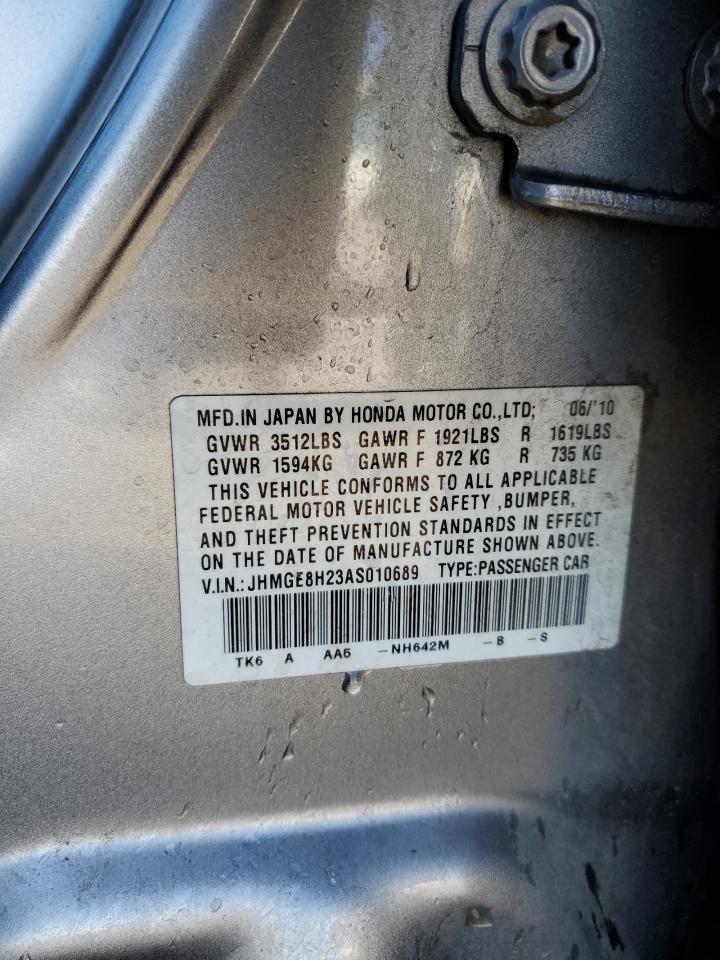 MFD.IN JAPAN BY HONDA MOTOR CO.,LTD; 06/'10
GVWR 3512LBS GAWR F 1921LBS R 1619LBS
GVWR 1594KG GAWR F 872 KG R 735 KG
THIS VEHICLE CONFORMS TO ALL APPLICABLE
FEDERAL MOTOR VEHICLE SAFETY ,BUMPER,
AND THEFT PREVENTION STANDARDS IN EFFECT
ON THE DATE OF MANUFACTURE SHOWN ABOVE.
V.I.N.: JHMGE8H23AS010689 TYPE:PASSENGER CAR
TK6 A AA5 -NH642M -B -S